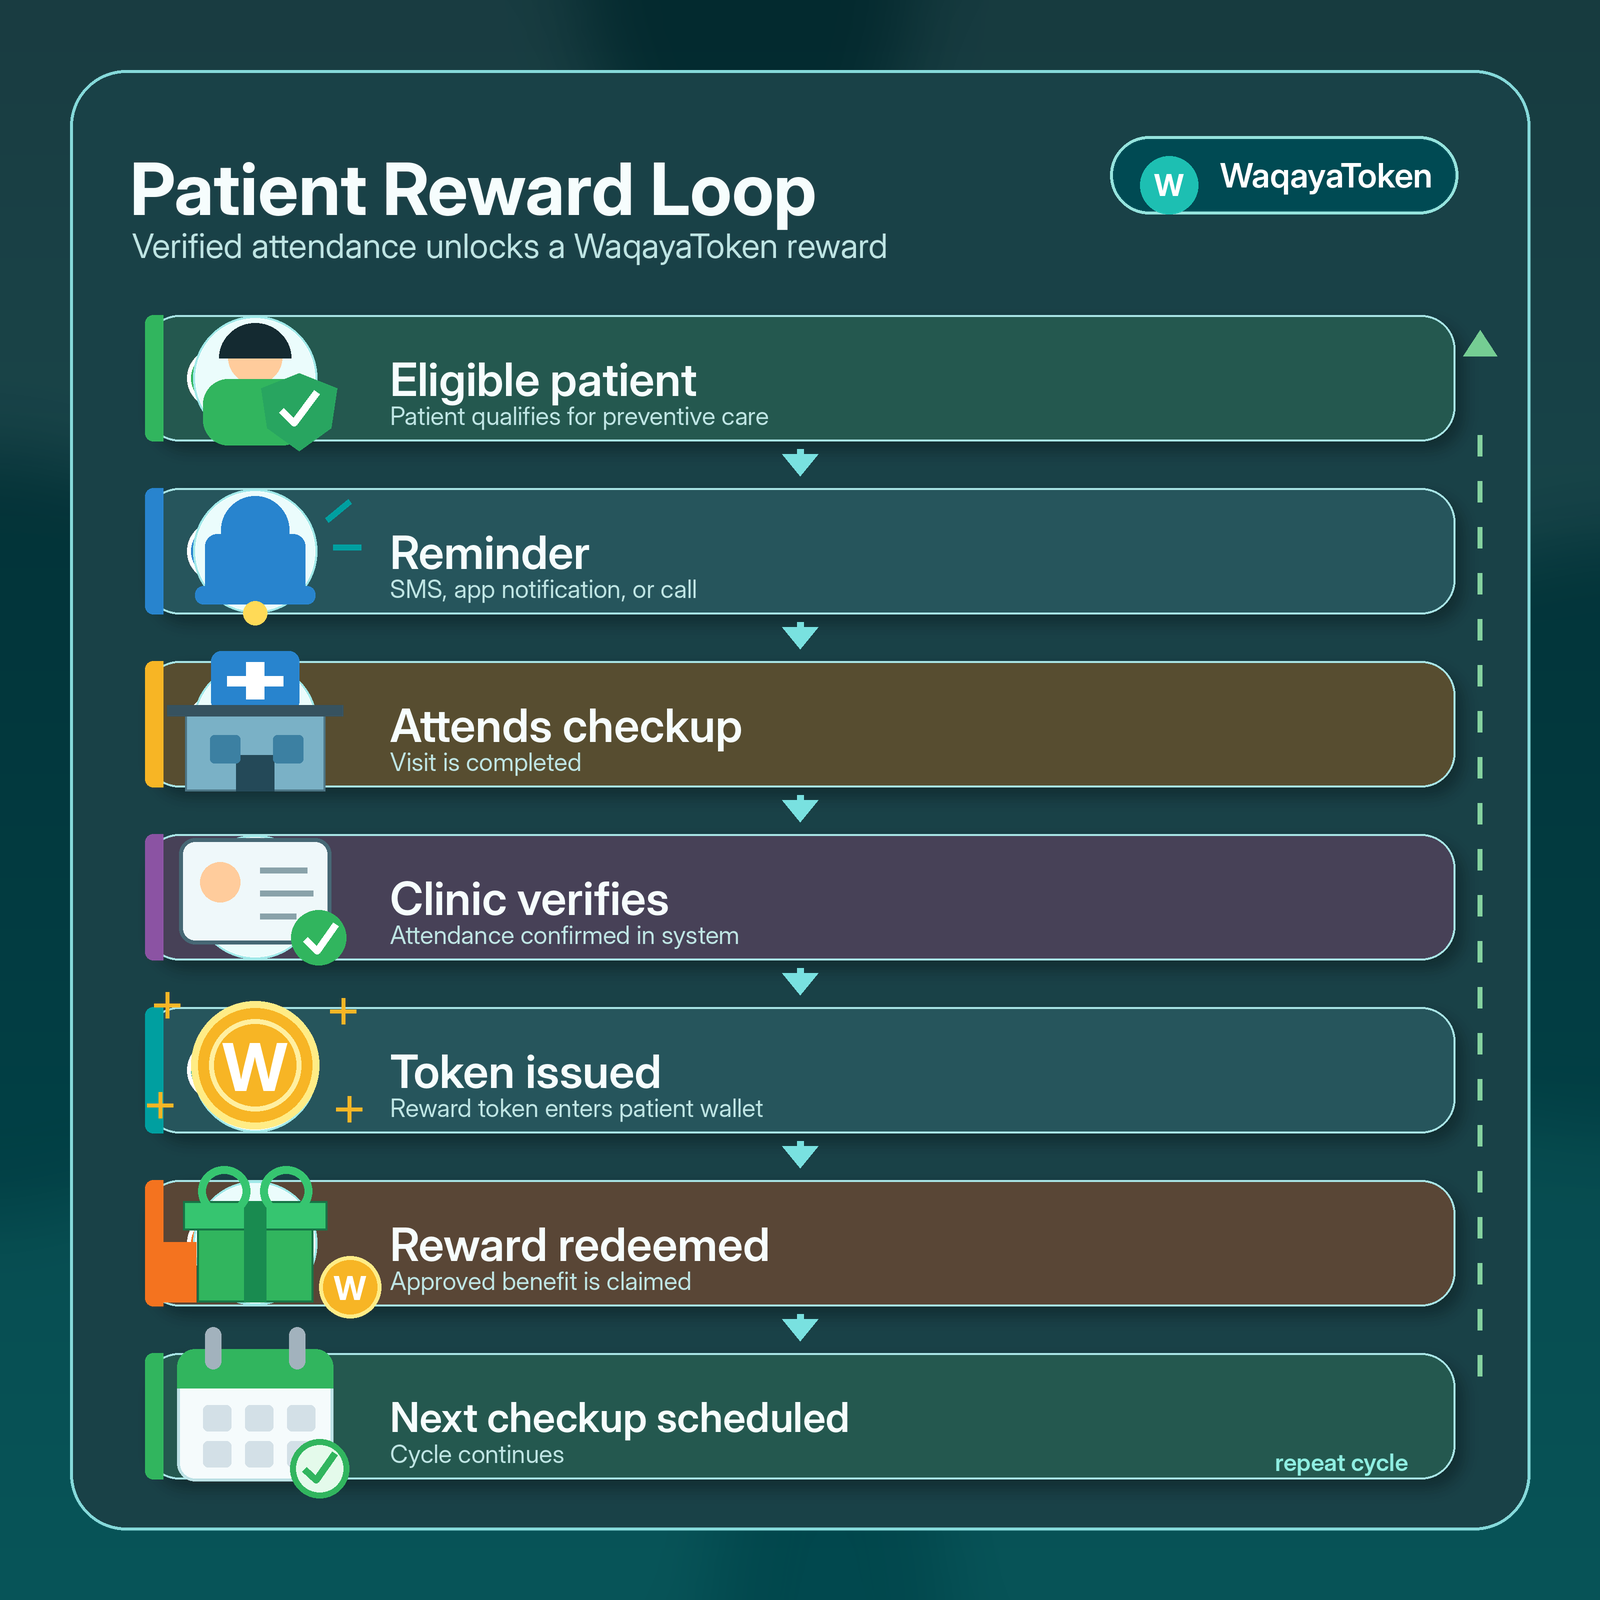 Patient Reward Loop
W WaqayaToken
Verified attendance unlocks a WaqayaToken reward
Eligible patient
Patient qualifies for preventive care
Reminder
SMS, app notification, or call
Attends checkup
Visit is completed
Clinic verifies
Attendance confirmed in system
W
Token issued
Reward token enters patient wallet
Reward redeemed
W
Approved benefit is claimed
Next checkup scheduled
Cycle continues
repeat cycle